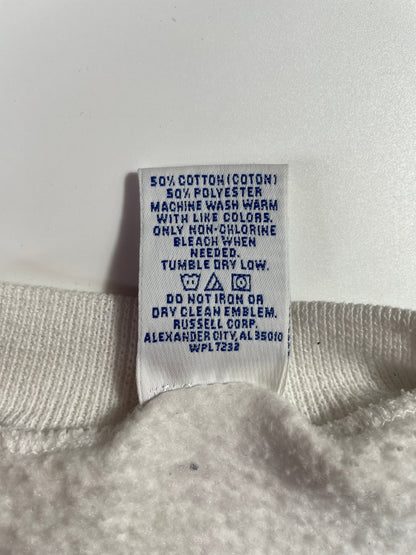 50% COTTON (COTON)
50% POLYESTER
MACHINE WASH WARM
WITH LIKE COLORS.
ONLY NON-CHLORINE
BLEACH WHEN
NEEDED.
TUMBLE DRY LOW.
DO NOT IRON OR
DRY CLEAN EMBLEM.
RUSSELL CORP.
ALEXANDER CITY, AL 35010
WPL 7232